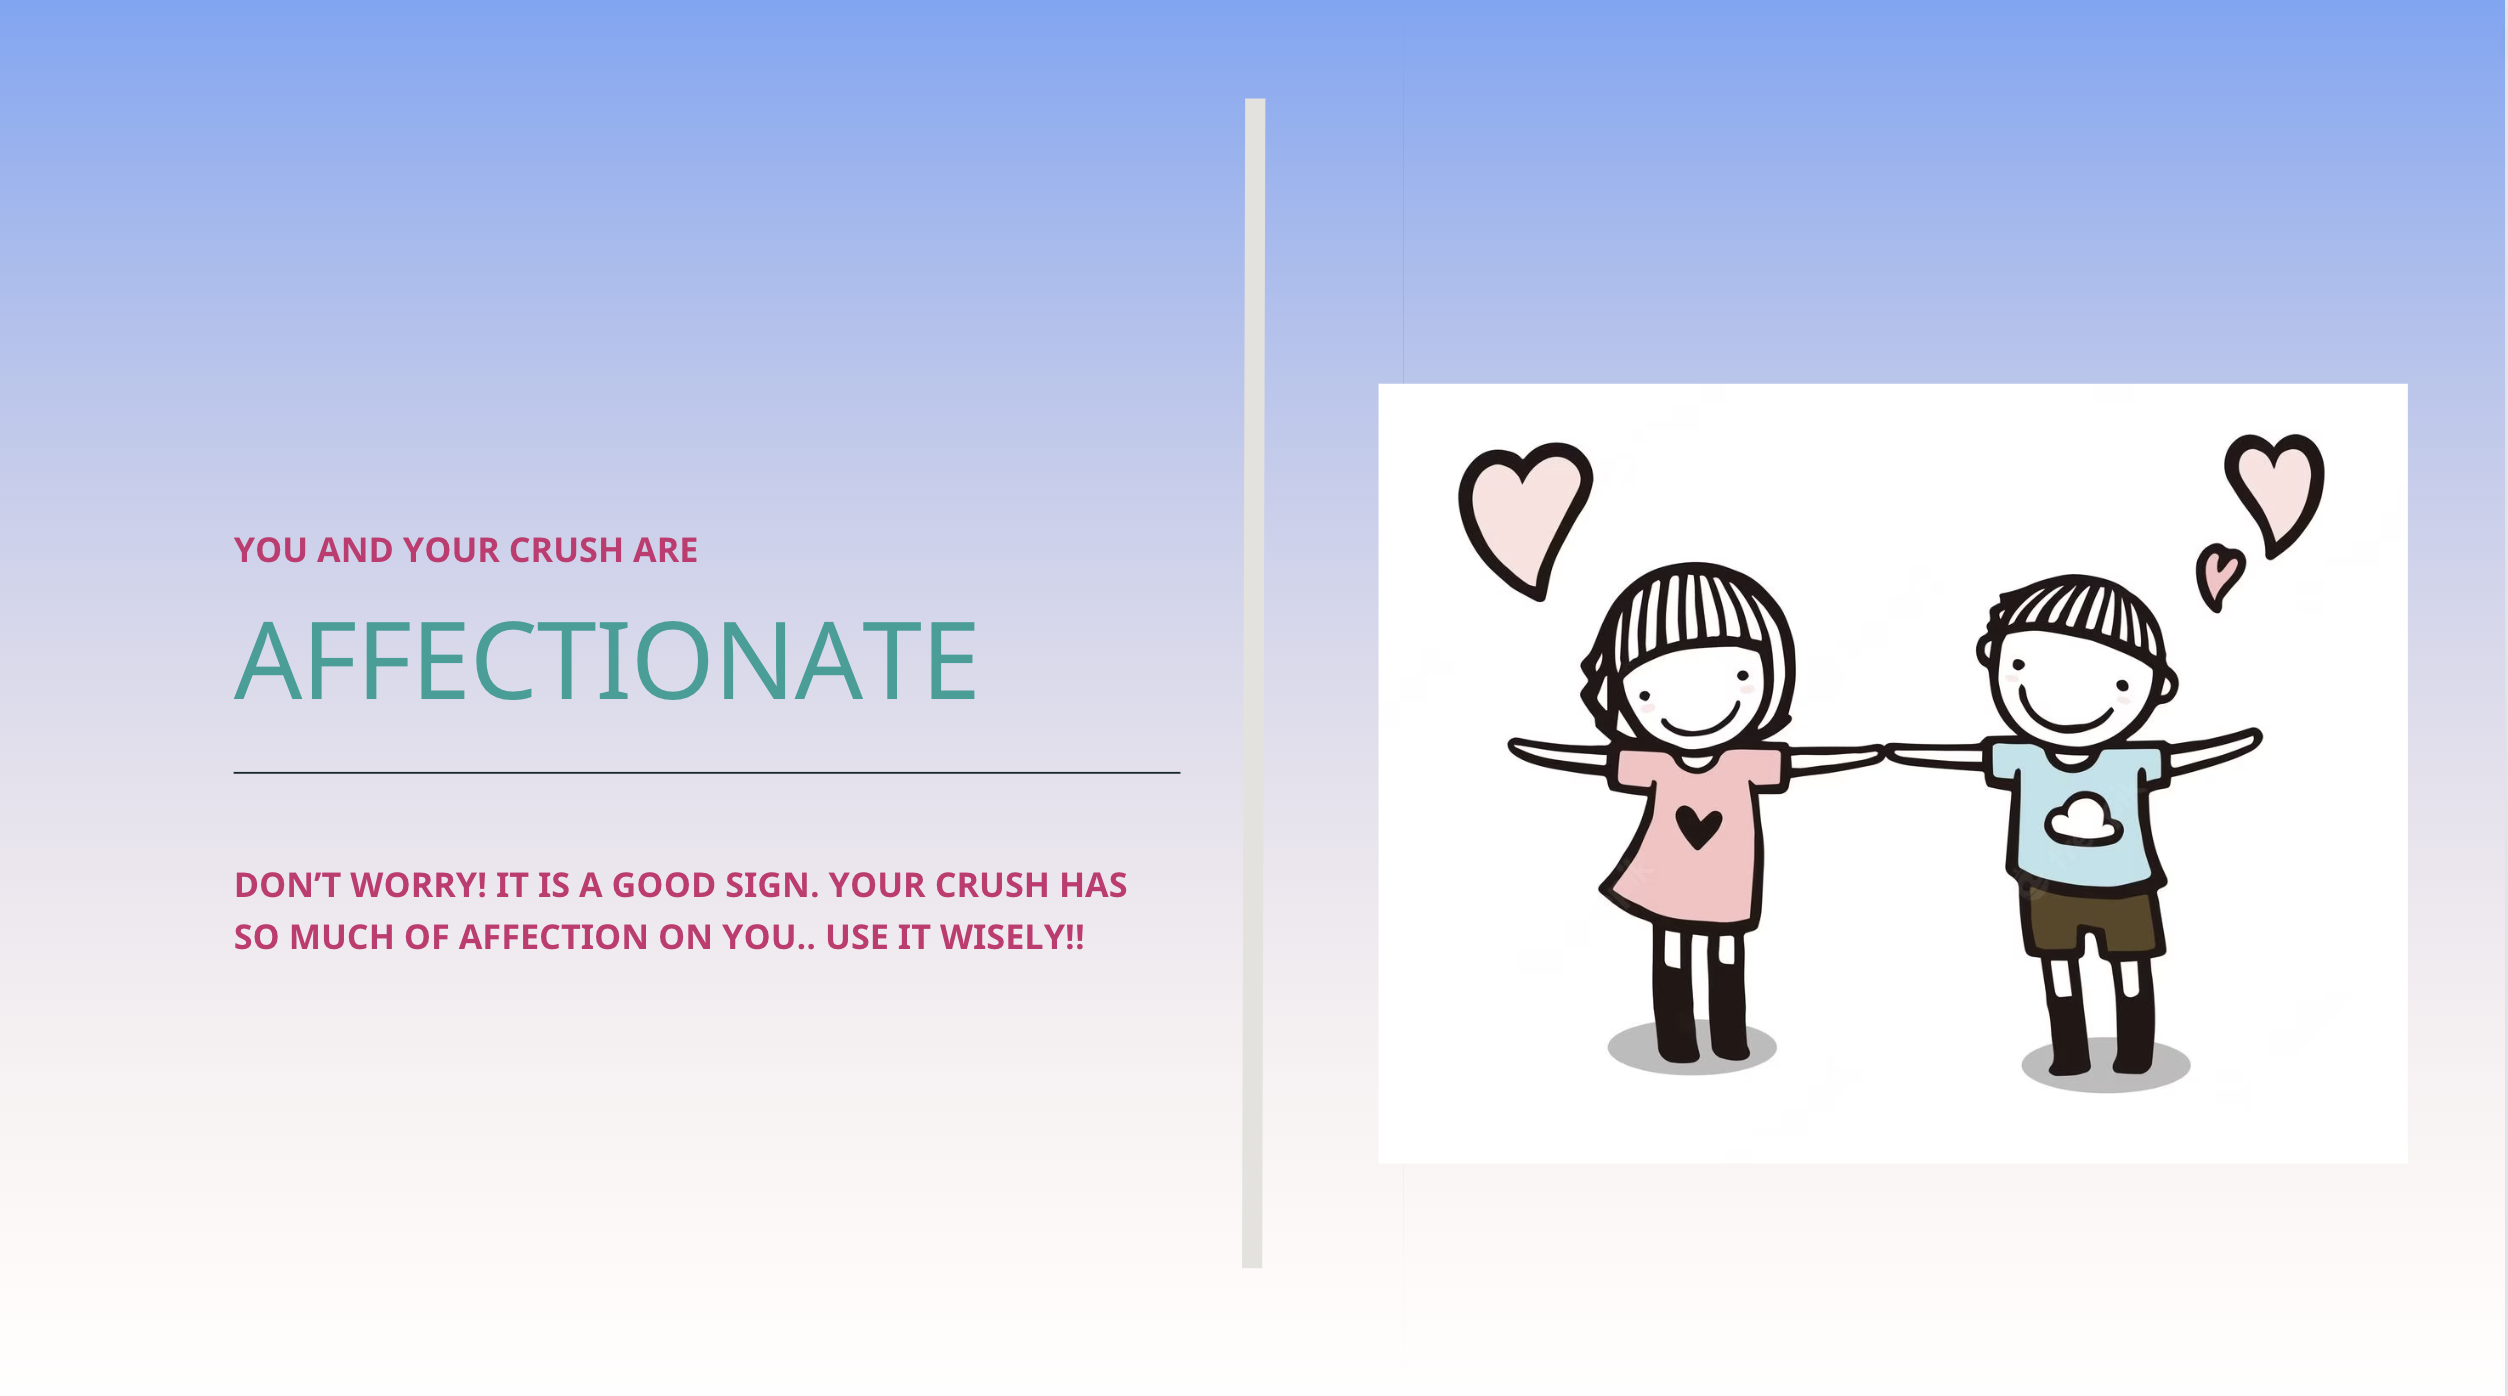 YOU AND YOUR CRUSH ARE
AFFECTIONATE
DON’T WORRY! IT IS A GOOD SIGN. YOUR CRUSH HAS
SO MUCH OF AFFECTION ON YOU.. USE IT WISELY!!